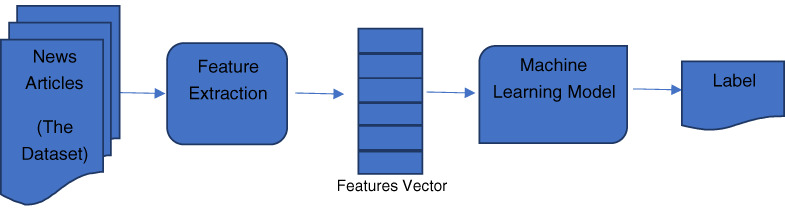 News
Articles
(The
Dataset)
Feature
Extraction
Features Vector
Machine
Learning Model
Label